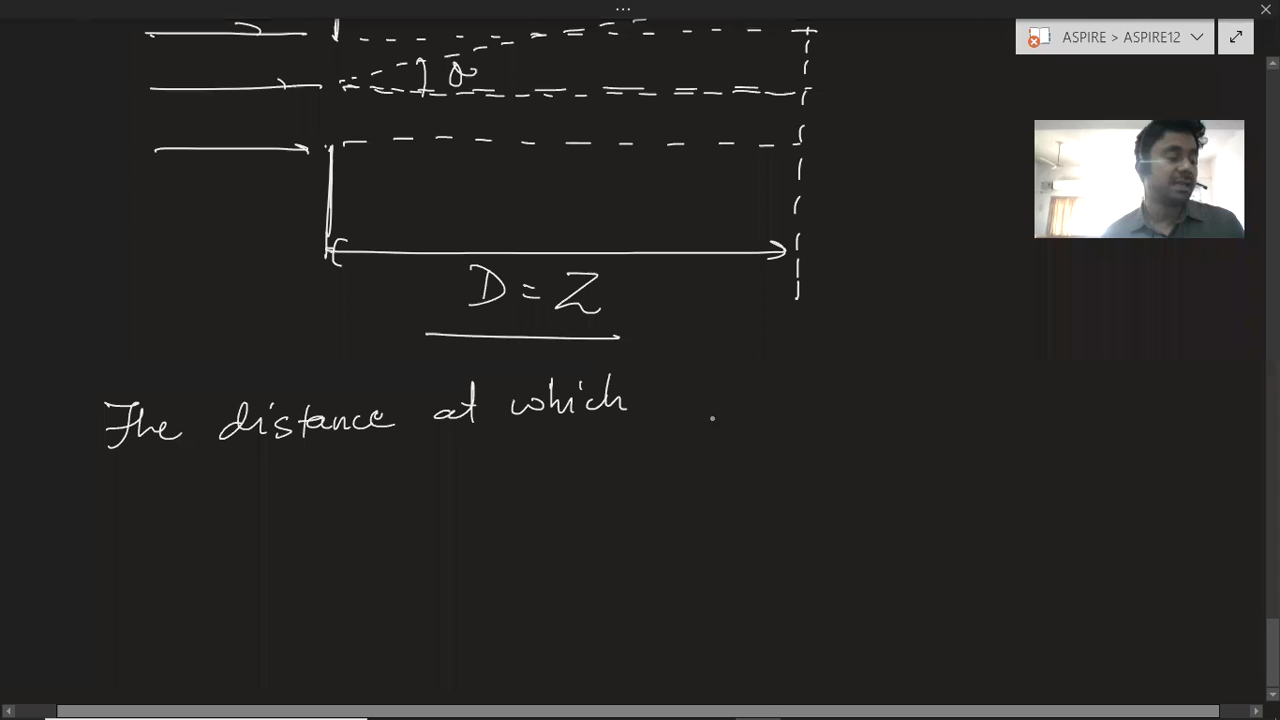 ASPIRE > ASPIRE12
θ
D = Z
The distance at which